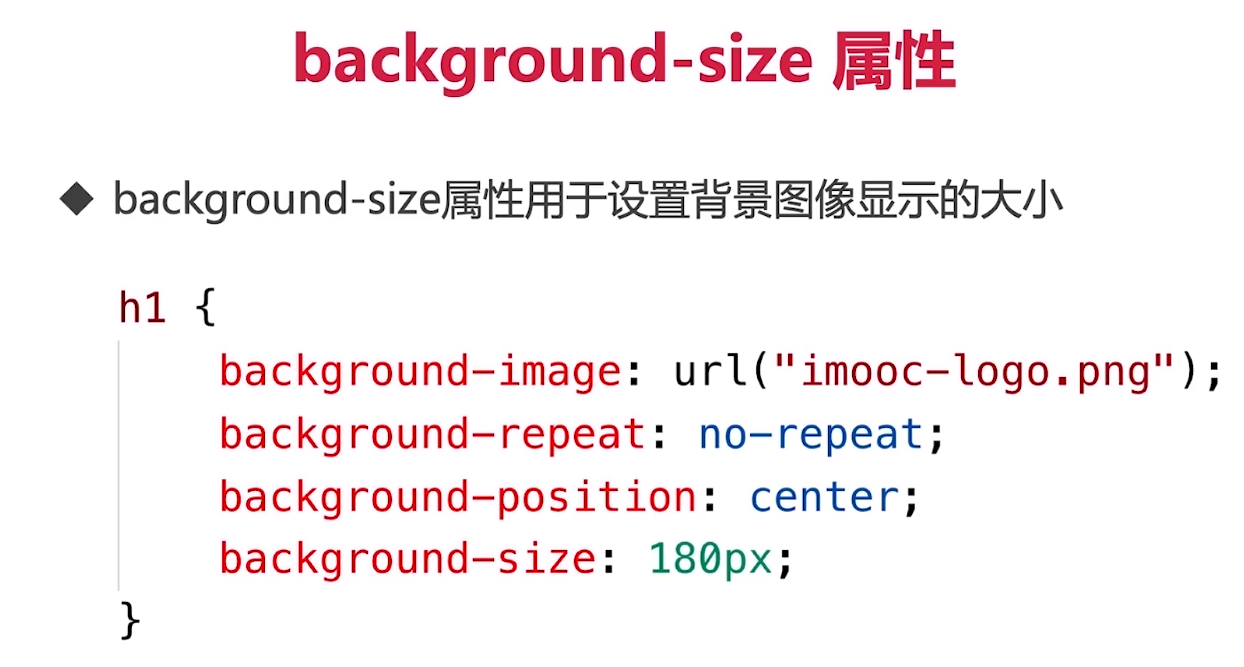 background-size 属性
◆ background-size属性用于设置背景图像显示的大小
h1 {
    background-image: url("imooc-logo.png");
    background-repeat: no-repeat;
    background-position: center;
    background-size: 180px;
}